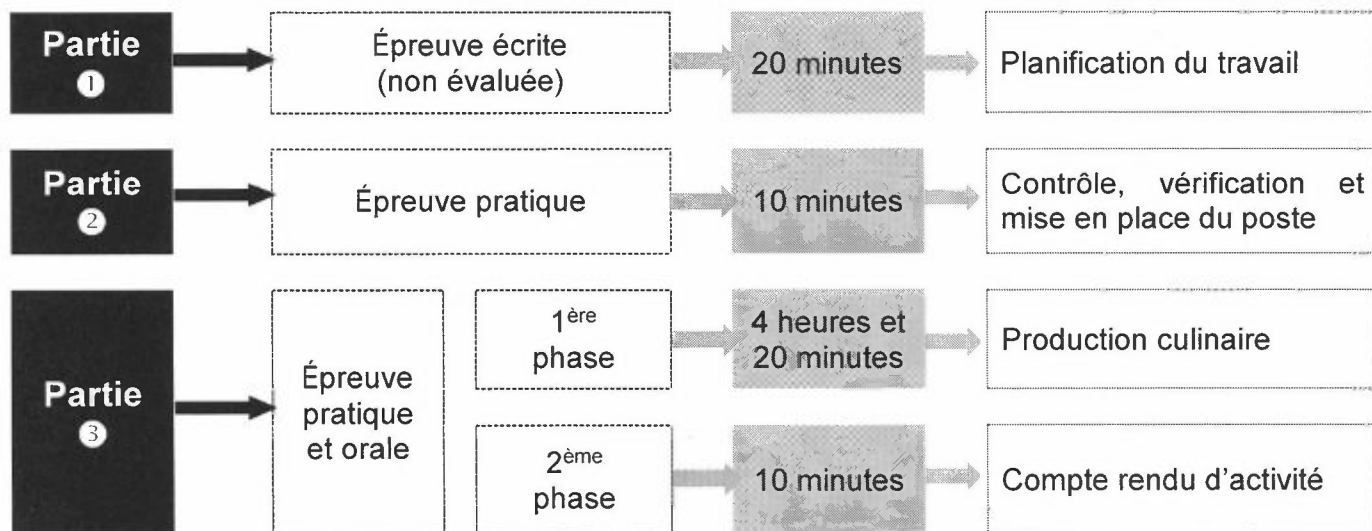 Partie
①
Épreuve écrite
(non évaluée)
20 minutes
Planification du travail
Partie
②
Épreuve pratique
10 minutes
Contrôle, vérification et
mise en place du poste
Partie
③
Épreuve
pratique
et orale
1ère
phase
4 heures et
20 minutes
Production culinaire
2ème
phase
10 minutes
Compte rendu d'activité